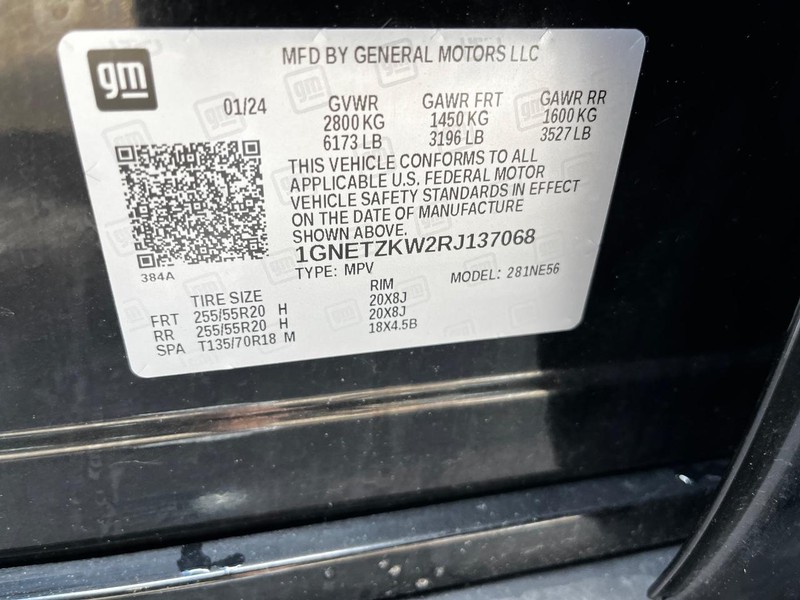 gm
MFD BY GENERAL MOTORS LLC
01/24 GVWR GAWR FRT GAWR RR
2800 KG 1450 KG 1600 KG
6173 LB 3196 LB 3527 LB
THIS VEHICLE CONFORMS TO ALL
APPLICABLE U.S. FEDERAL MOTOR
VEHICLE SAFETY STANDARDS IN EFFECT
ON THE DATE OF MANUFACTURE
SHOWN ABOVE.
1GNETZKW2RJ137068
384A
TYPE: MPV MODEL: 281NE56
TIRE SIZE RIM
FRT 255/55R20 H 20X8J
RR 255/55R20 H 20X8J
SPA T135/70R18 M 18X4.5B